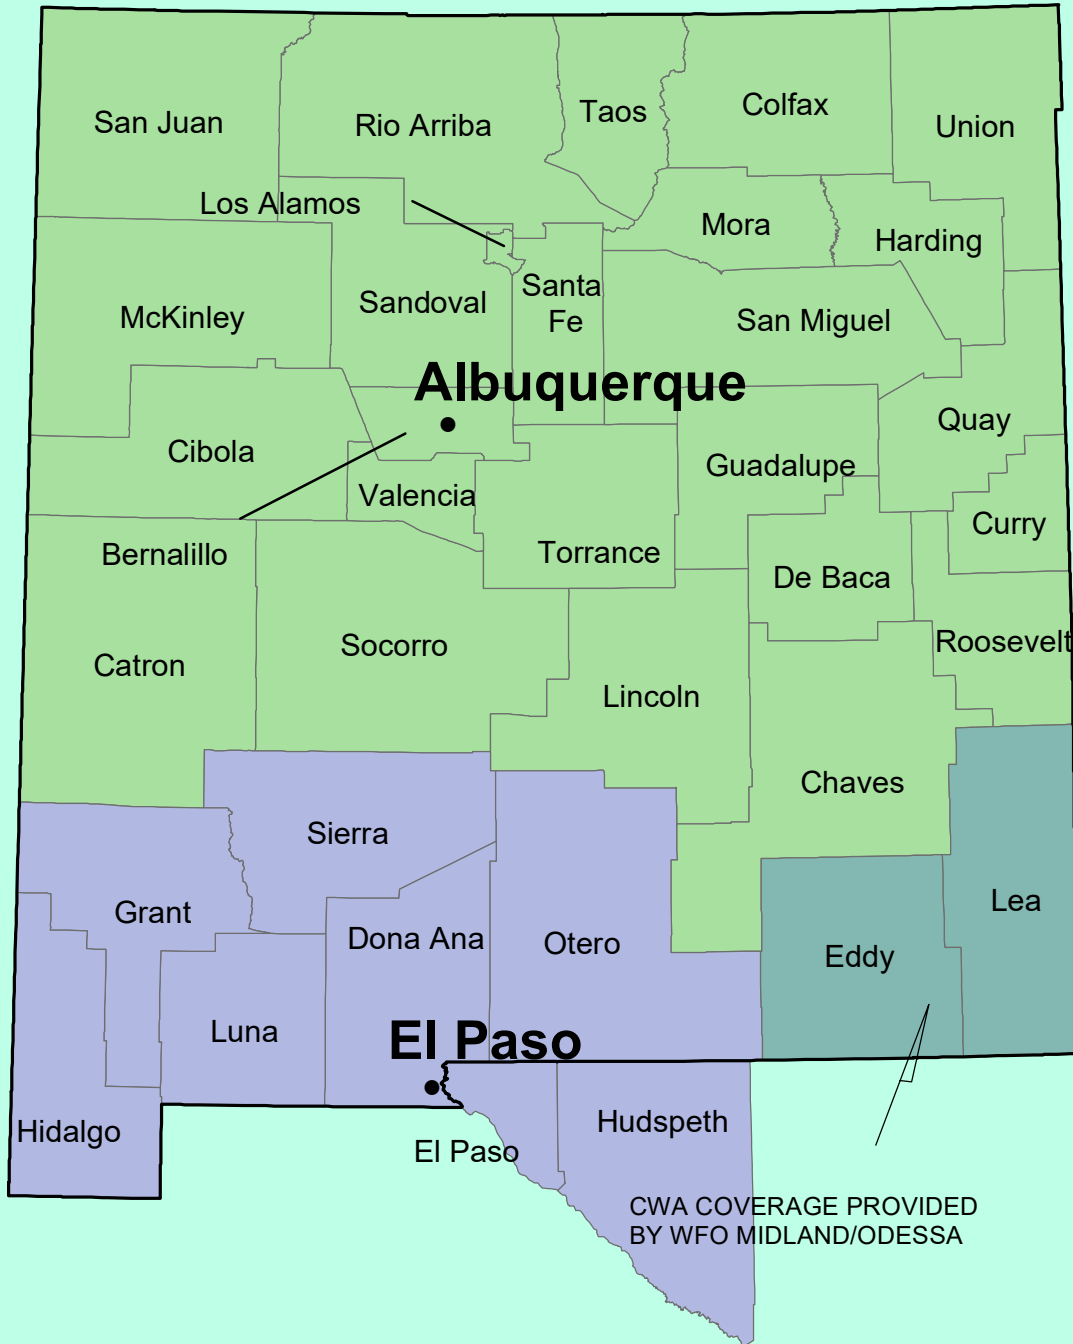 San Juan
Rio Arriba
Taos
Colfax
Union
Los Alamos
Mora
Harding
McKinley
Sandoval
Santa
Fe
San Miguel
Albuquerque
Cibola
Valencia
Guadalupe
Quay
Curry
Bernalillo
Torrance
De Baca
Catron
Socorro
Lincoln
Roosevelt
Chaves
Sierra
Grant
Dona Ana
Otero
Eddy
Lea
Luna
El Paso
Hidalgo
El Paso
Hudspeth
CWA COVERAGE PROVIDED
BY WFO MIDLAND/ODESSA